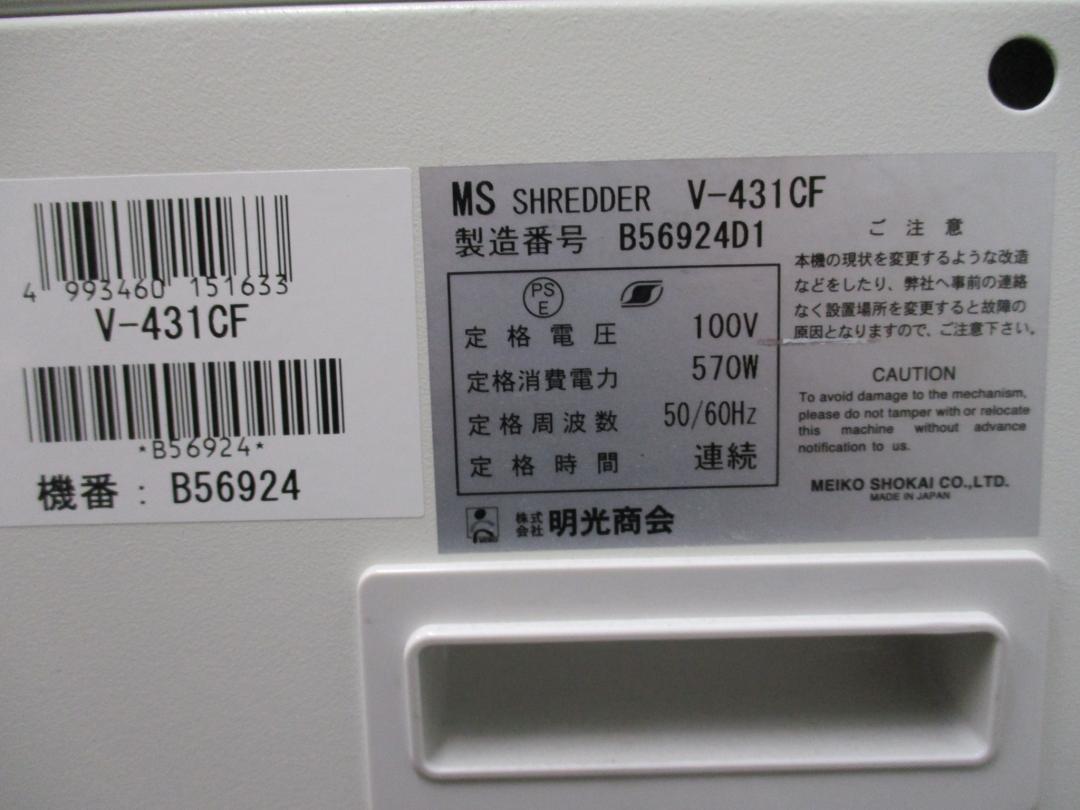 4 993460 151633
V-431CF
*B56924*
機番：B56924
MS SHREDDER V-431CF
製造番号 B56924D1
PS
E
定格電圧 100V
定格消費電力 570W
定格周波数 50/60Hz
定格時間 連続
株式
会社
明光商会
ご注意
本機の現状を変更するような改造
などをしたり、弊社へ事前の連絡
なく設置場所を変更すると故障の
原因となりますので、ご注意下さい。
CAUTION
To avoid damage to the mechanism,
please do not tamper with or relocate
this machine without advance
notification to us.
MEIKO SHOKAI CO.,LTD.
MADE IN JAPAN